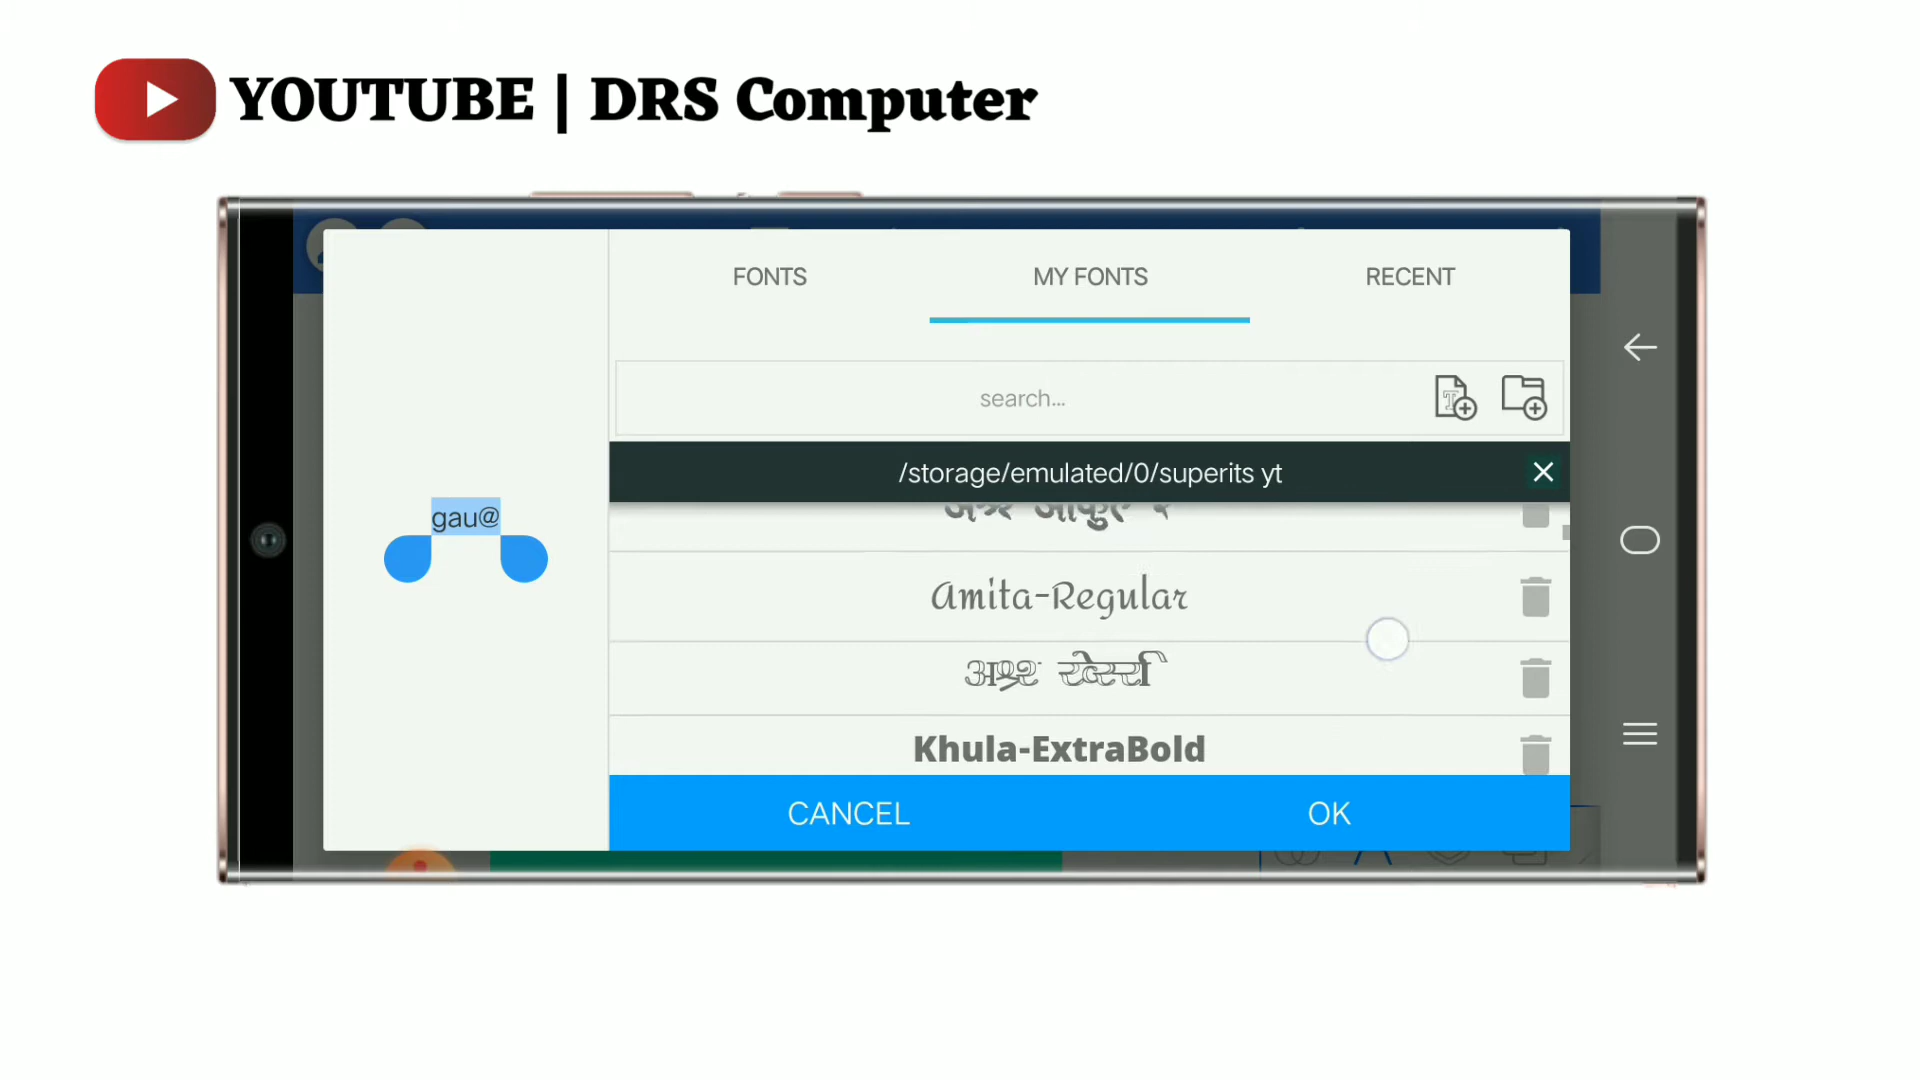 YOUTUBE | DRS Computer
FONTS
MY FONTS
RECENT
search...
/storage/emulated/0/superits yt
gau@
Amita-Regular
Khula-ExtraBold
CANCEL
OK